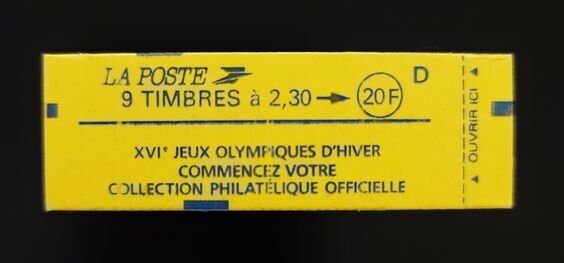 LA POSTE D
9 TIMBRES à 2,30 → 20F
XVIᵉ JEUX OLYMPIQUES D'HIVER
COMMENCEZ VOTRE
COLLECTION PHILATÉLIQUE OFFICIELLE
OUVRIR ICI